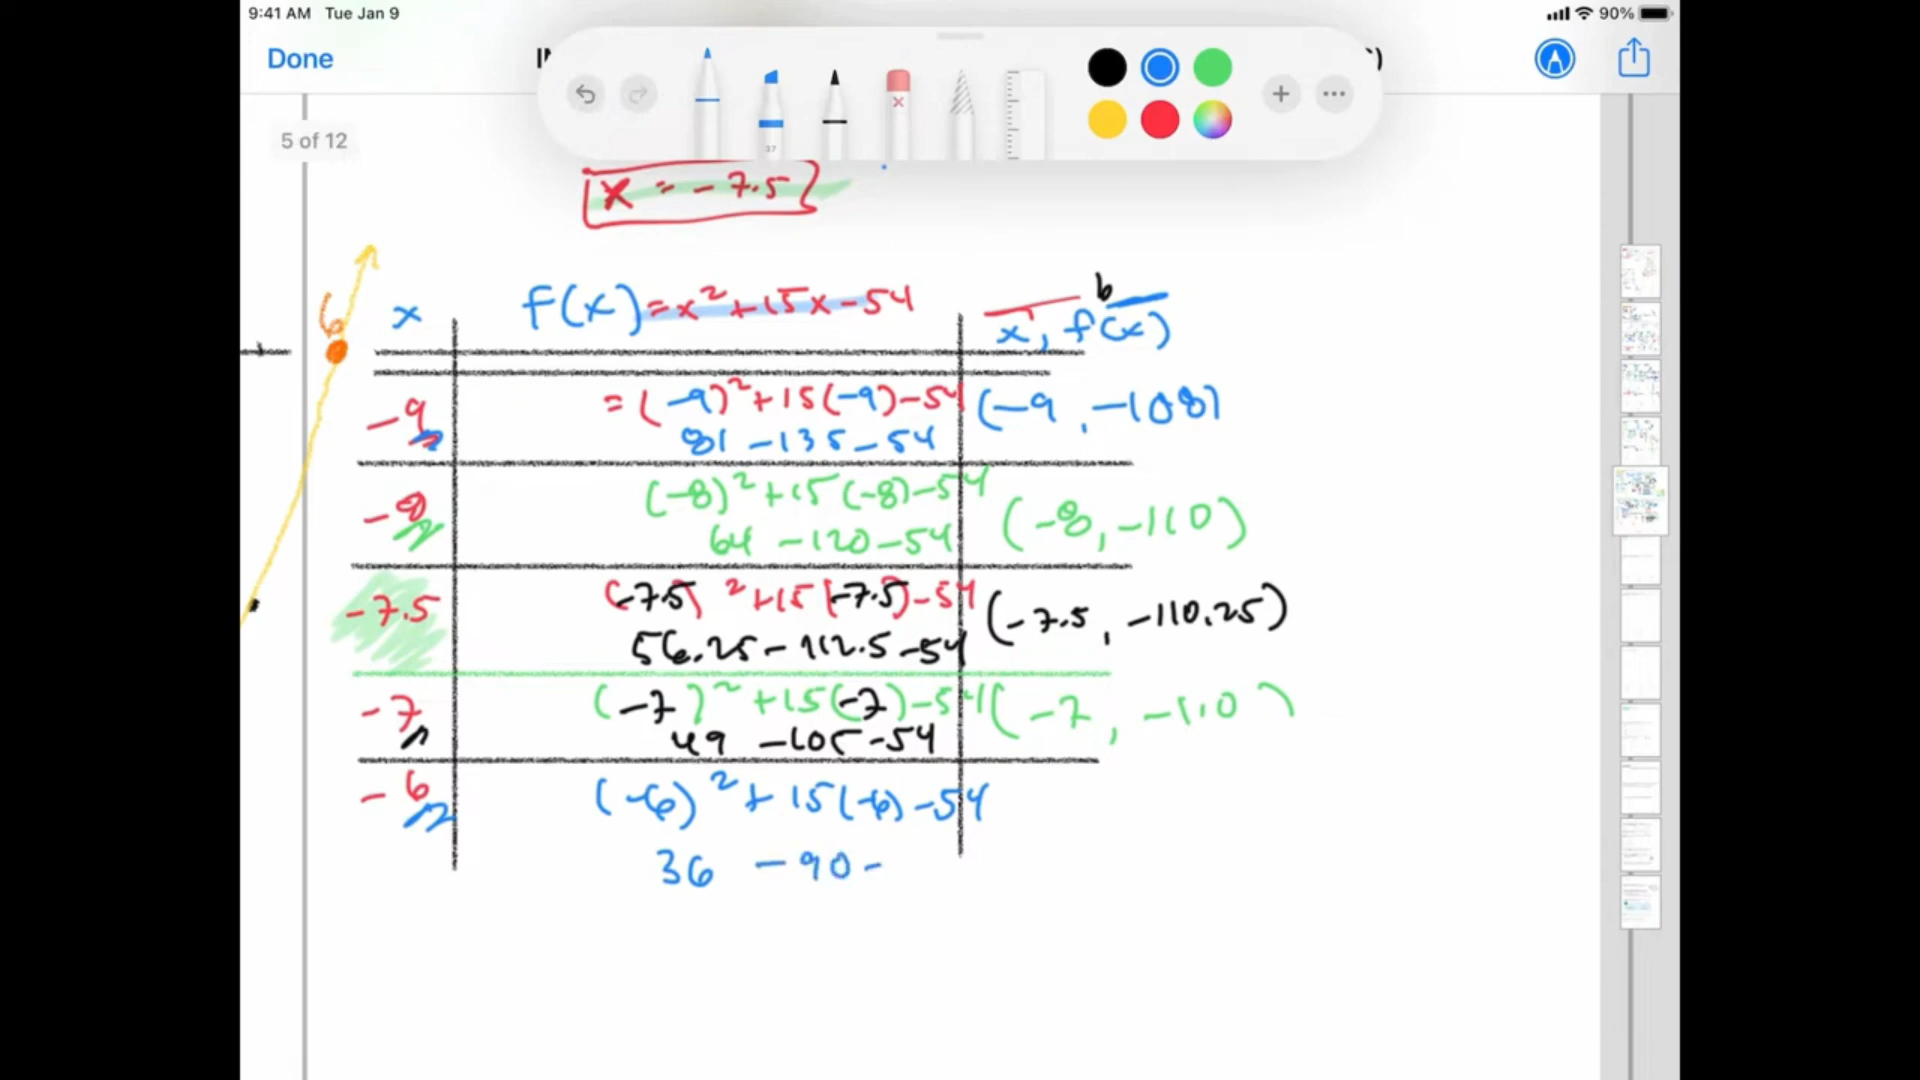 9:41 AM Tue Jan 9
90%
Done
37
5 of 12
x = -7.5
6
x
f(x) = x² + 15x - 54
b
x, f(x)
-9
= (-9)² + 15(-9) - 54
(-9, -108)
81 - 135 - 54
-8
(-8)² + 15(-8) - 54
64 - 120 - 54
(-8, -110)
-7.5
(-7.5)² + 15(-7.5) - 54
(-7.5, -110.25)
56.25 - 112.5 - 54
-7
(-7)² + 15(-7) - 54
(-7, -110)
49 - 105 - 54
-6
(-6)² + 15(-6) - 54
36 - 90 -